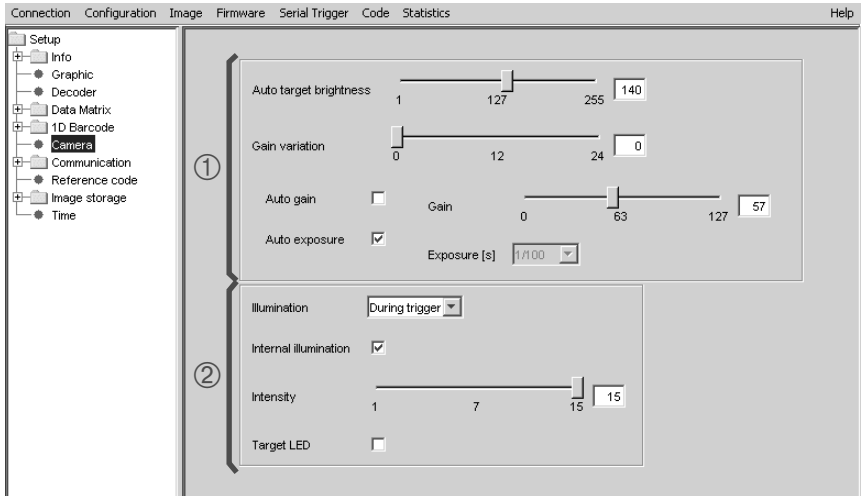 Connection Configuration Image Firmware Serial Trigger Code Statistics Help
Setup
Info
Graphic
Decoder
Data Matrix
1D Barcode
Camera
Communication
Reference code
Image storage
Time
①
Auto target brightness
1 127 255 140
Gain variation
0 12 24 0
Auto gain
Gain
0 63 127 57
Auto exposure
Exposure [s] 1/100
②
Illumination During trigger
Internal illumination
Intensity
1 7 15 15
Target LED